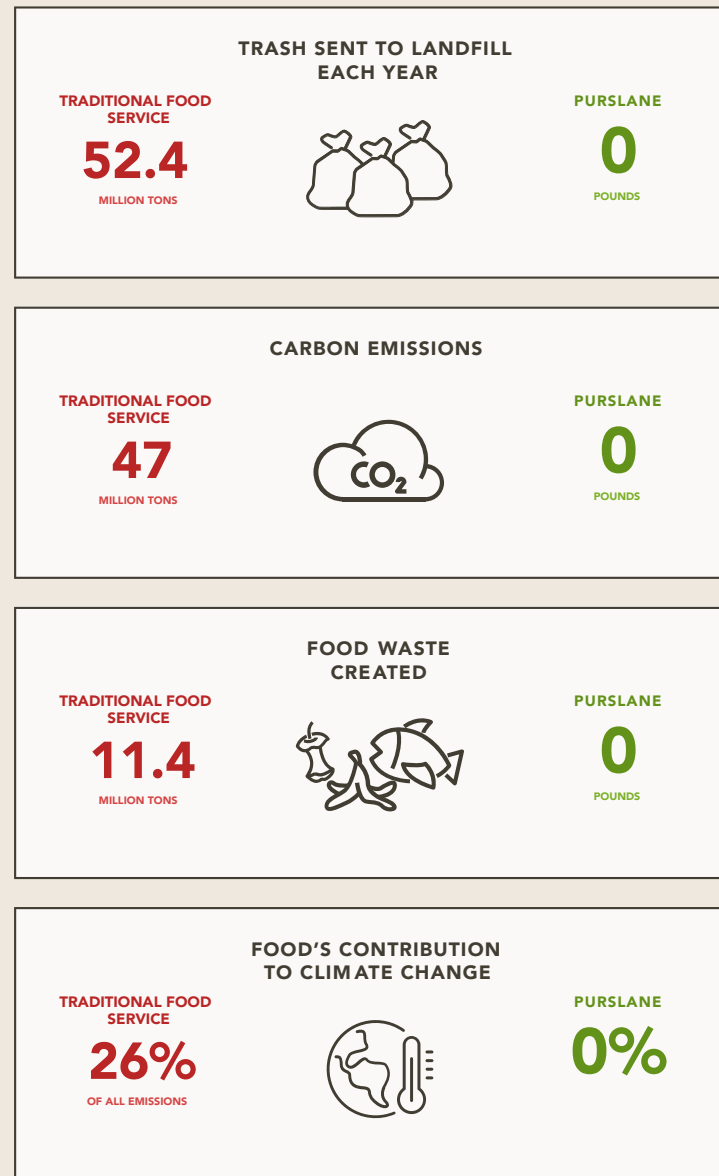 TRASH SENT TO LANDFILL
EACH YEAR
TRADITIONAL FOOD
SERVICE
52.4
MILLION TONS
PURSLANE
0
POUNDS
CARBON EMISSIONS
TRADITIONAL FOOD
SERVICE
47
MILLION TONS
CO₂
PURSLANE
0
POUNDS
FOOD WASTE
CREATED
TRADITIONAL FOOD
SERVICE
11.4
MILLION TONS
PURSLANE
0
POUNDS
FOOD'S CONTRIBUTION
TO CLIMATE CHANGE
TRADITIONAL FOOD
SERVICE
26%
OF ALL EMISSIONS
PURSLANE
0%